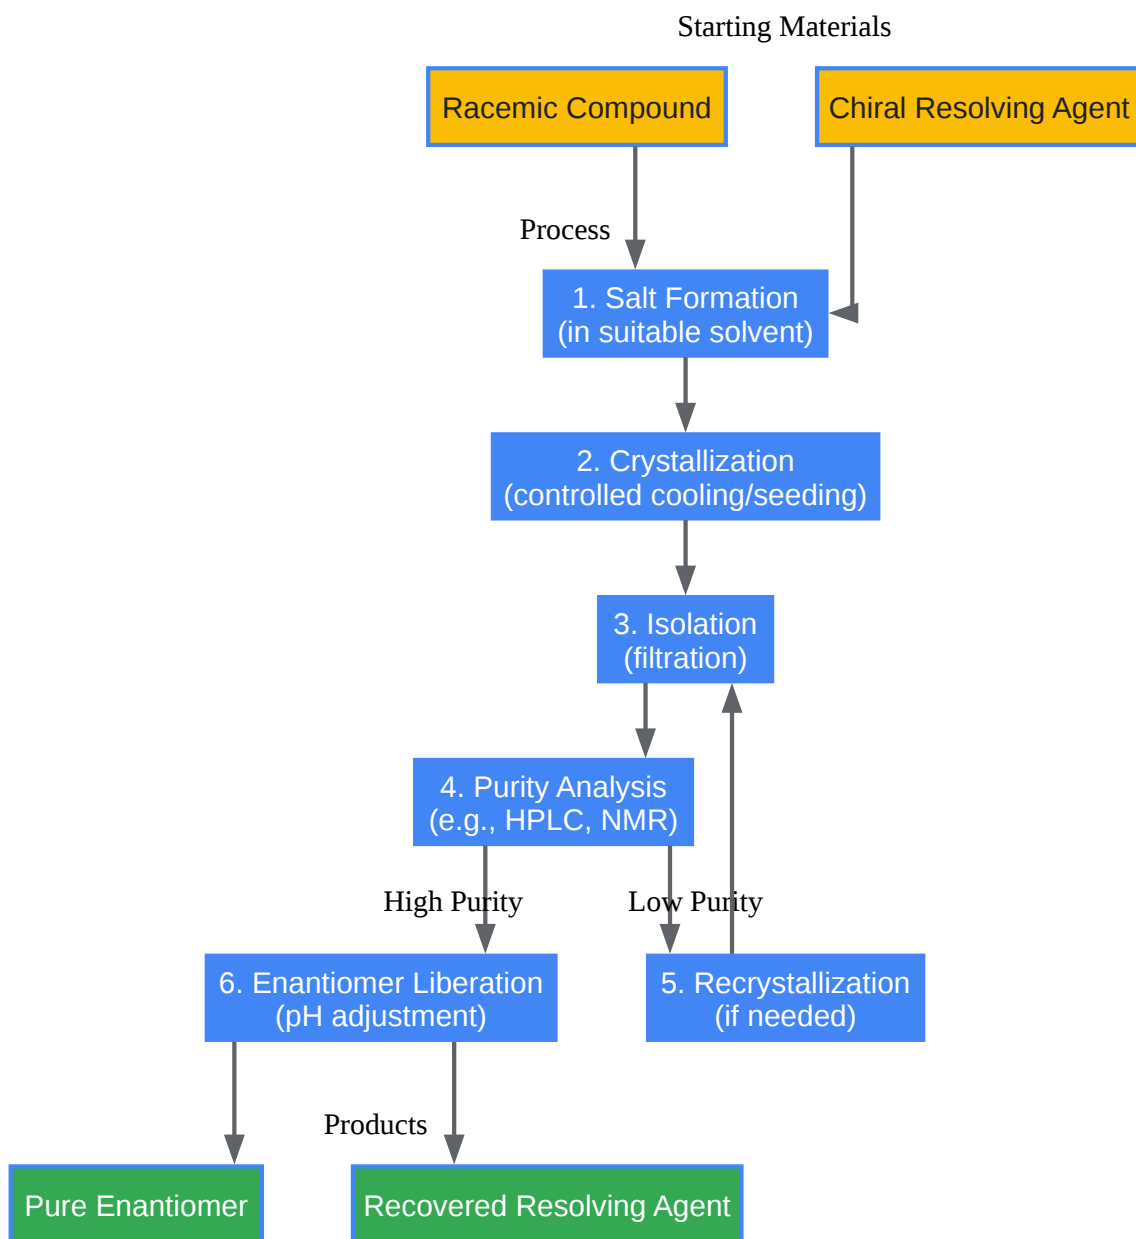 Starting Materials
Racemic Compound
Chiral Resolving Agent
Process
1. Salt Formation
(in suitable solvent)
2. Crystallization
(controlled cooling/seeding)
3. Isolation
(filtration)
4. Purity Analysis
(e.g., HPLC, NMR)
High Purity
Low Purity
6. Enantiomer Liberation
(pH adjustment)
5. Recrystallization
(if needed)
Products
Pure Enantiomer
Recovered Resolving Agent